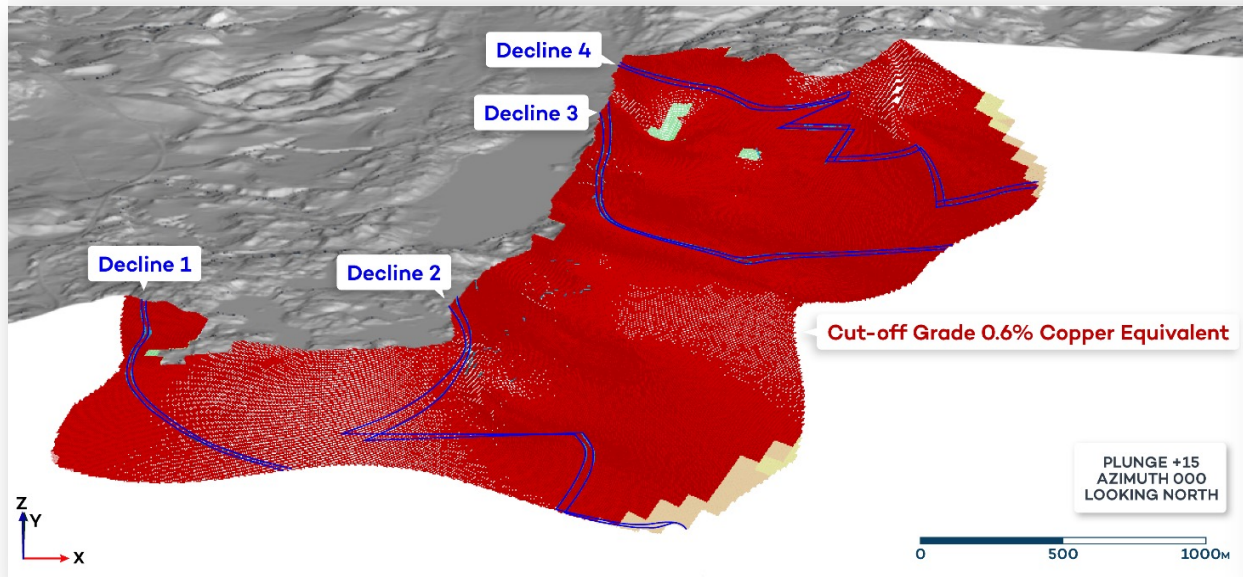 Decline 4
Decline 3
Decline 1
Decline 2
Cut-off Grade 0.6% Copper Equivalent
PLUNGE +15
AZIMUTH 000
LOOKING NORTH
Z
Y
X
0 500 1000M